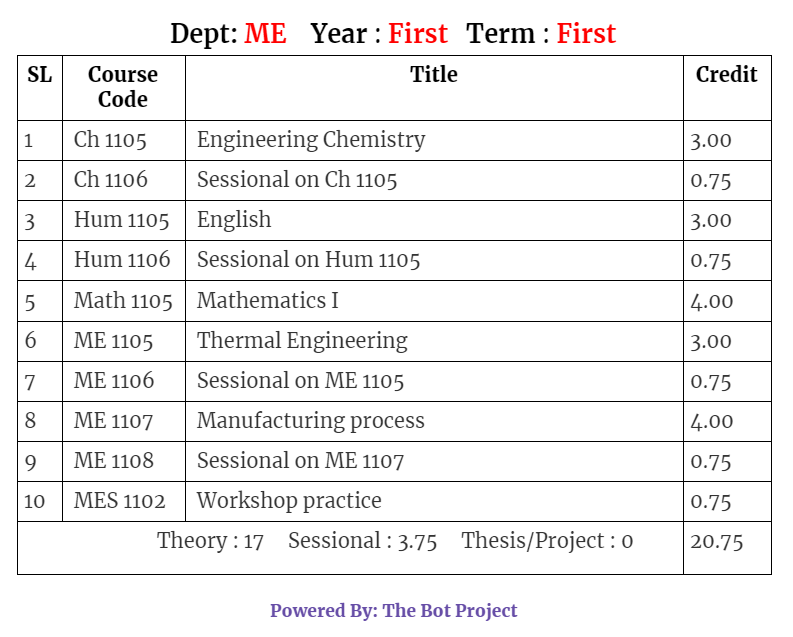 Dept: ME Year : First Term : First
SL Course Code Title Credit
1 Ch 1105 Engineering Chemistry 3.00
2 Ch 1106 Sessional on Ch 1105 0.75
3 Hum 1105 English 3.00
4 Hum 1106 Sessional on Hum 1105 0.75
5 Math 1105 Mathematics I 4.00
6 ME 1105 Thermal Engineering 3.00
7 ME 1106 Sessional on ME 1105 0.75
8 ME 1107 Manufacturing process 4.00
9 ME 1108 Sessional on ME 1107 0.75
10 MES 1102 Workshop practice 0.75
Theory : 17 Sessional : 3.75 Thesis/Project : 0 20.75
Powered By: The Bot Project